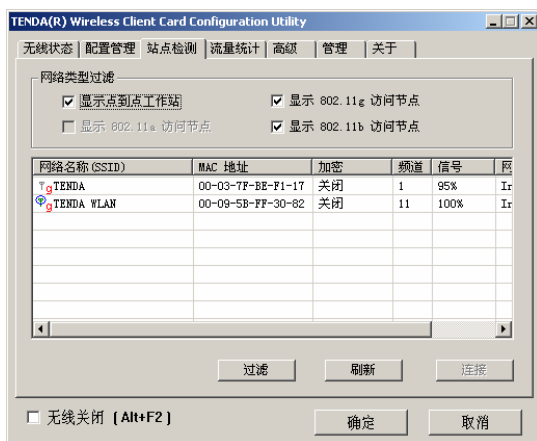 TENDA(R) Wireless Client Card Configuration Utility
无线状态 配置管理 站点检测 流量统计 高级 管理 关于
网络类型过滤
显示点到点工作站 显示 802.11g 访问节点
显示 802.11a 访问节点 显示 802.11b 访问节点
网络名称(SSID) MAC 地址 加密 频道 信号
g TENDA 00-03-7F-BE-F1-17 关闭 1 95% Ir
g TENDA WLAN 00-09-5B-FF-30-82 关闭 11 100% Ir
过滤 刷新 连接
无线关闭 (Alt+F2) 确定 取消